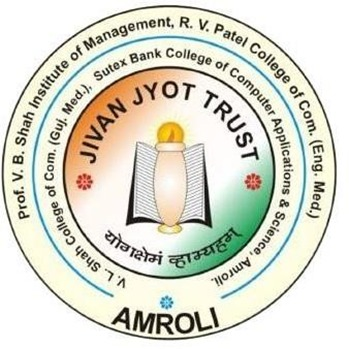 Prof. V. B. Shah Institute of Management, R. V. Patel College of Com. (Eng. Med.)
V. L. Shah College of Com. (Guj. Med.), Sutex Bank College of Computer Applications & Science, Amroli.
JIVAN JYOT TRUST
योगक्षेमं व्हाम्यहम्
AMROLI